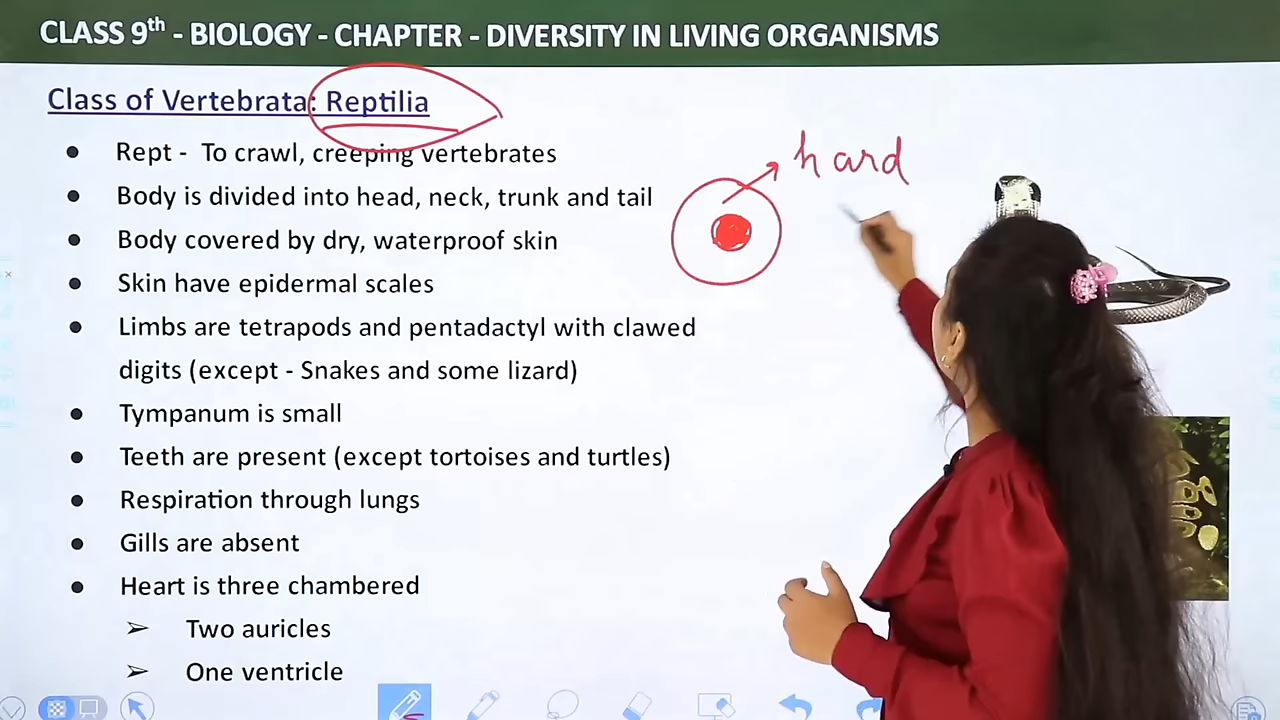 CLASS 9th - BIOLOGY - CHAPTER - DIVERSITY IN LIVING ORGANISMS
Class of Vertebrata: Reptilia
● Rept - To crawl, creeping vertebrates
● Body is divided into head, neck, trunk and tail
● Body covered by dry, waterproof skin
● Skin have epidermal scales
● Limbs are tetrapods and pentadactyl with clawed
digits (except - Snakes and some lizard)
● Tympanum is small
● Teeth are present (except tortoises and turtles)
● Respiration through lungs
● Gills are absent
● Heart is three chambered
➢ Two auricles
➢ One ventricle
hard